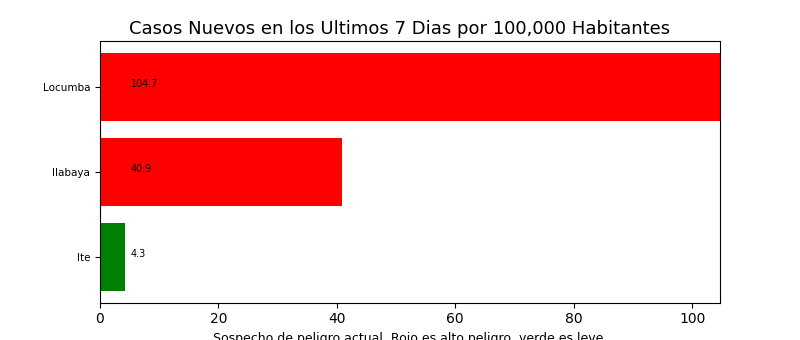 Casos Nuevos en los Ultimos 7 Dias por 100,000 Habitantes
Locumba
104.7
Ilabaya
40.9
Ite
4.3
0 20 40 60 80 100
Sospecho de peligro actual. Rojo es alto peligro, verde es leve